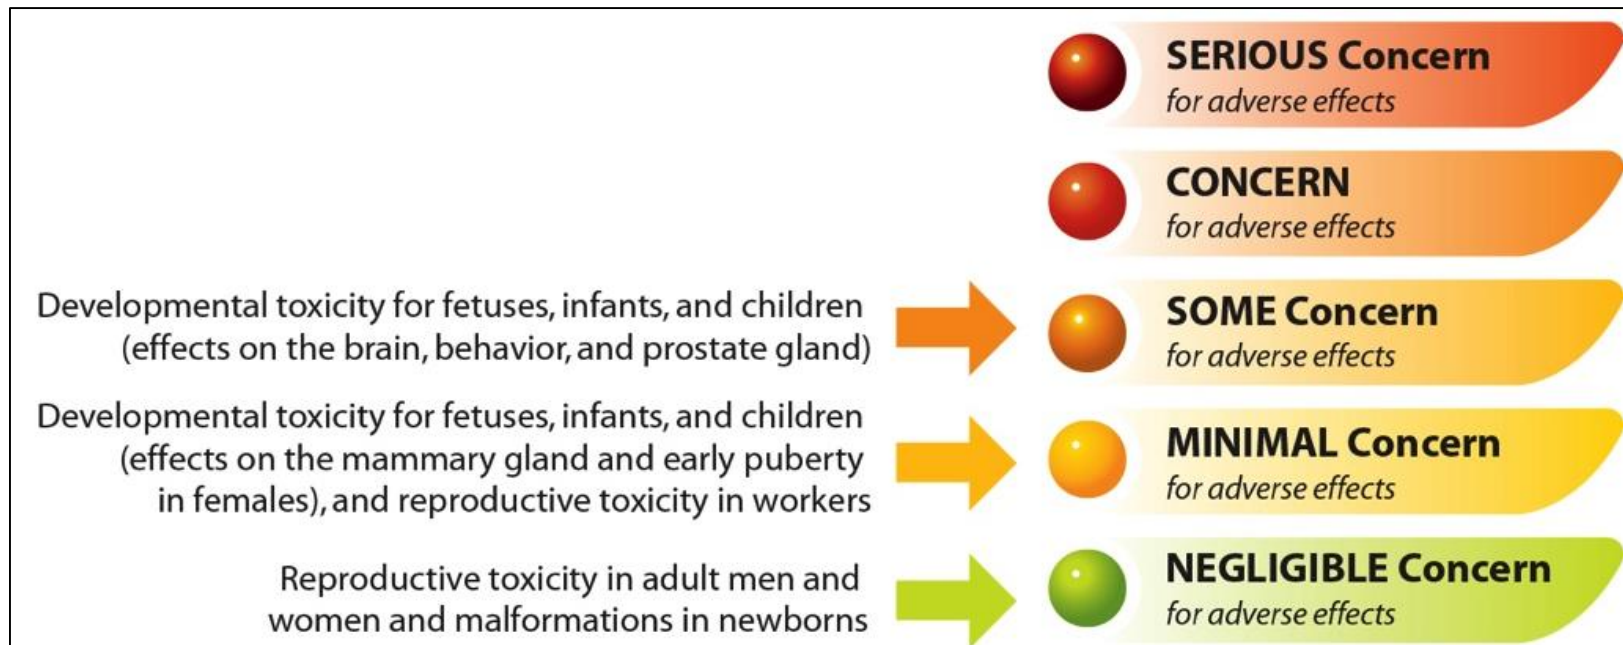 SERIOUS Concern
for adverse effects
CONCERN
for adverse effects
Developmental toxicity for fetuses, infants, and children
(effects on the brain, behavior, and prostate gland)
SOME Concern
for adverse effects
Developmental toxicity for fetuses, infants, and children
(effects on the mammary gland and early puberty
in females), and reproductive toxicity in workers
MINIMAL Concern
for adverse effects
Reproductive toxicity in adult men and
women and malformations in newborns
NEGLIGIBLE Concern
for adverse effects